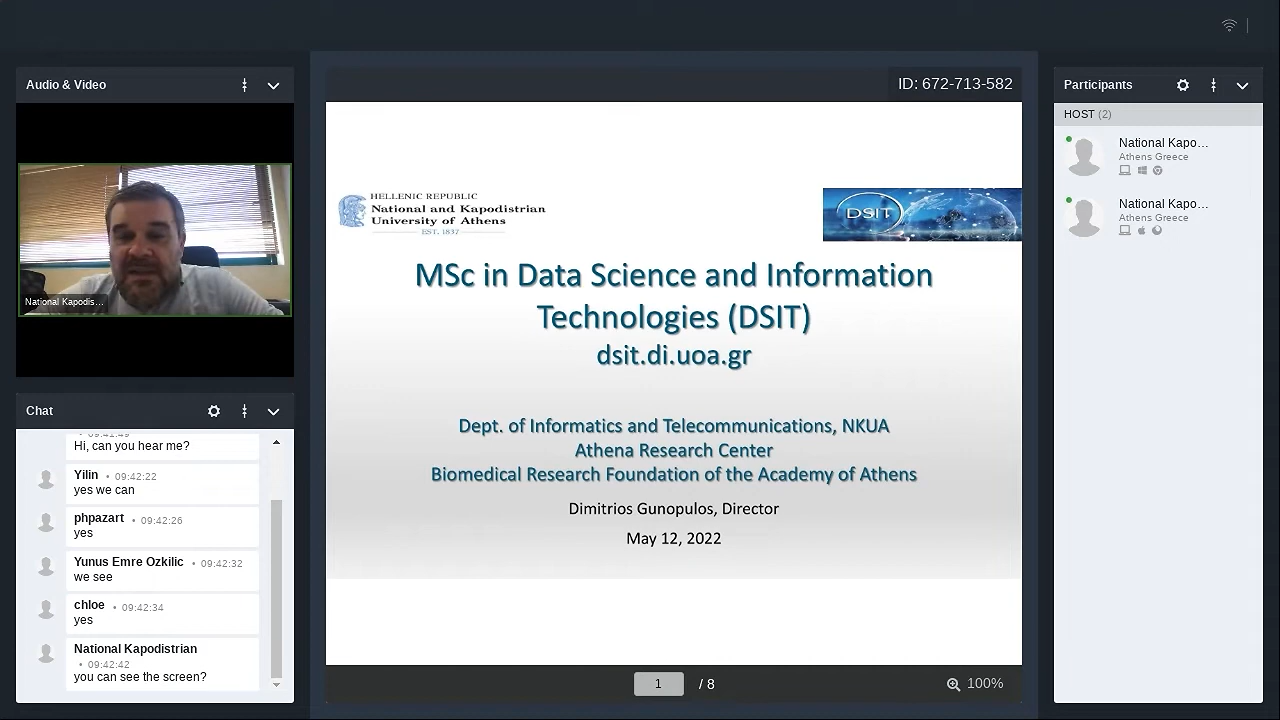 Audio & Video
National Kapodis...
Chat
Hi, can you hear me?
Yilin • 09:42:22
yes we can
phpazart • 09:42:26
yes
Yunus Emre Ozkilic • 09:42:32
we see
chloe • 09:42:34
yes
National Kapodistrian
• 09:42:42
you can see the screen?
ID: 672-713-582
HELLENIC REPUBLIC
National and Kapodistrian
University of Athens
EST. 1837
DSIT
MSc in Data Science and Information
Technologies (DSIT)
dsit.di.uoa.gr
Dept. of Informatics and Telecommunications, NKUA
Athena Research Center
Biomedical Research Foundation of the Academy of Athens
Dimitrios Gunopulos, Director
May 12, 2022
1 / 8
100%
Participants
HOST (2)
National Kapo...
Athens Greece
National Kapo...
Athens Greece